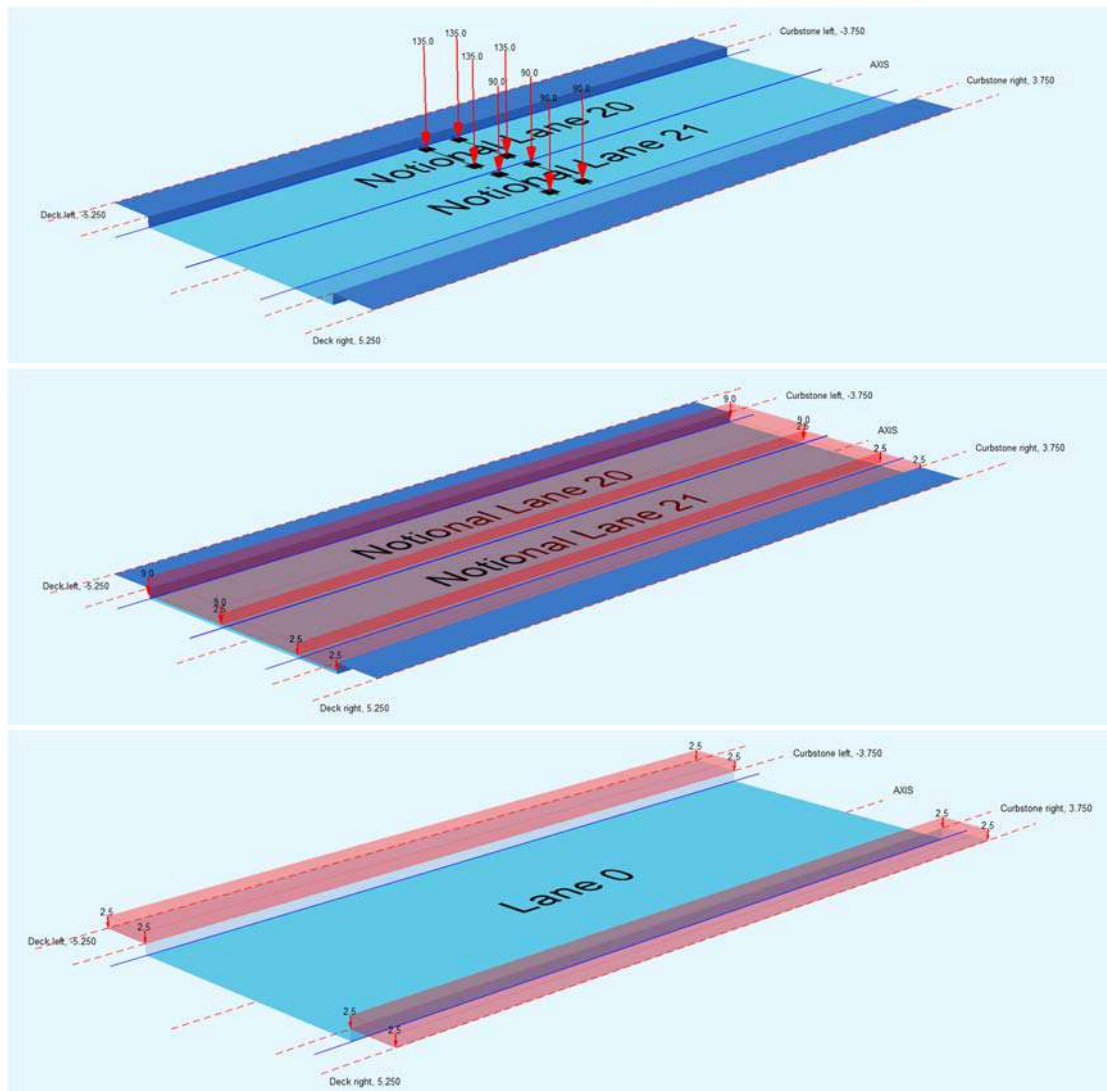 135.0
135.0
135.0
135.0
90.0
90.0
90.0
90.0
Curbstone left, -3.750
AXIS
Curbstone right, 3.750
Notional Lane 20
Notional Lane 21
Deck left, -5.250
Deck right, 5.250
9.0
Curbstone left, -3.750
9.0
2.5
AXIS
2.5
2.5
Curbstone right, 3.750
Notional Lane 20
Notional Lane 21
9.0
Deck left, -5.250
9.0
2.5
2.5
2.5
Deck right, 5.250
2.5
2.5
Curbstone left, -3.750
AXIS
2.5
2.5
Curbstone right, 3.750
Lane 0
2.5
2.5
Deck left, -5.250
2.5
2.5
Deck right, 5.250